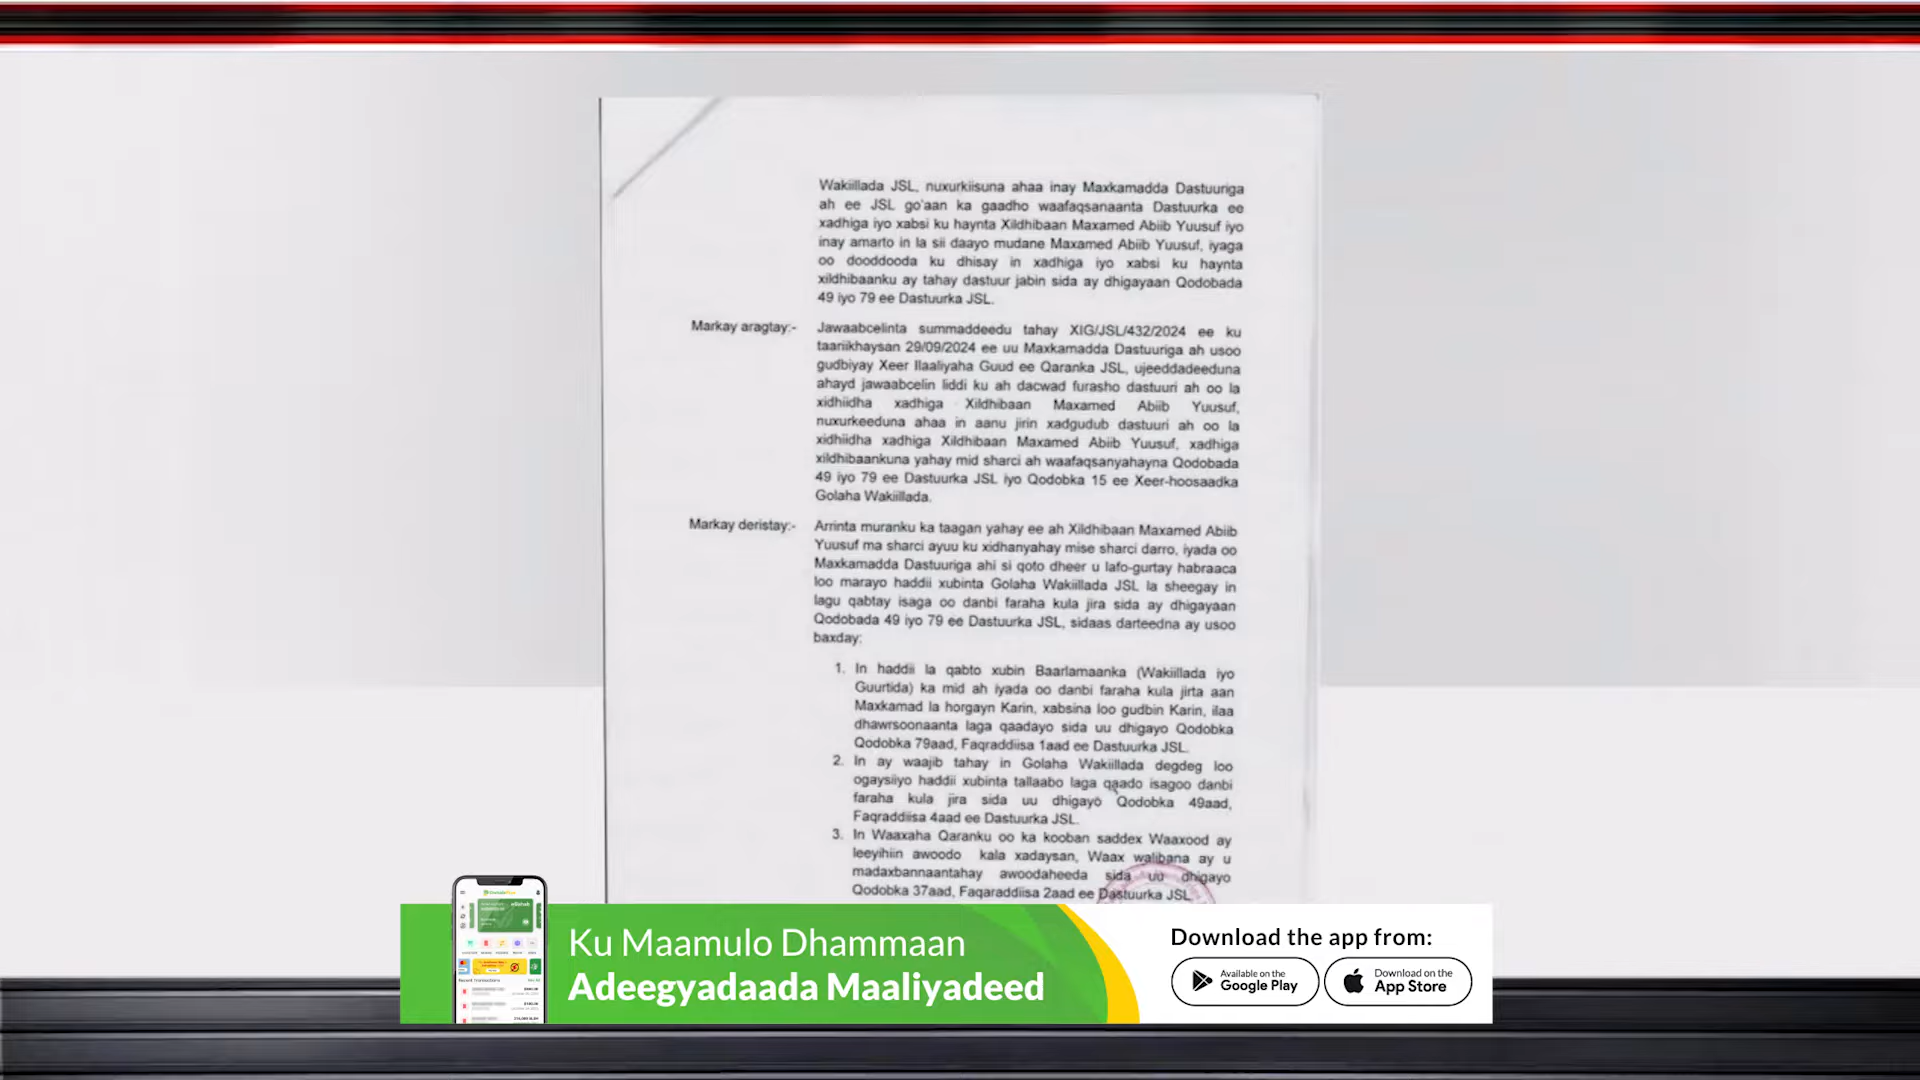 Wakiillada JSL, nuxurkiisuna ahaa inay Maxkamadda Dastuuriga
ah ee JSL go'aan ka gaadho waafaqsanaanta Dastuurka ee
xadhiga iyo xabsi ku haynta Xildhibaan Maxamed Abiib Yuusuf iyo
inay amarto in la sii daayo mudane Maxamed Abiib Yuusuf, iyaga
oo dooddooda ku dhisay in xadhiga iyo xabsi ku haynta
xildhibaanku ay tahay dastuur jabin sida ay dhigayaan Qodobada
49 iyo 79 ee Dastuurka JSL.
Markay aragtay:- Jawaabcelinta summaddeedu tahay XIG/JSL/432/2024 ee ku
taariikhaysan 29/09/2024 ee uu Maxkamadda Dastuuriga ah usoo
gudbiyay Xeer Ilaaliyaha Guud ee Qaranka JSL, ujeeddadeeduna
ahayd jawaabcelin liddi ku ah dacwad furasho dastuuri ah oo la
xidhiidha xadhiga Xildhibaan Maxamed Abiib Yuusuf,
nuxurkeeduna ahaa in aanu jirin xadgudub dastuuri ah oo la
xidhiidha xadhiga Xildhibaan Maxamed Abiib Yuusuf, xadhiga
xildhibaankuna yahay mid sharci ah waafaqsanyahayna Qodobada
49 iyo 79 ee Dastuurka JSL iyo Qodobka 15 ee Xeer-hoosaadka
Golaha Wakiillada.
Markay deristay:- Arrinta muranku ka taagan yahay ee ah Xildhibaan Maxamed Abiib
Yuusuf ma sharci ayuu ku xidhanyahay mise sharci darro, iyada oo
Maxkamadda Dastuuriga ahi si qoto dheer u lafo-gurtay habraaca
loo marayo haddii xubinta Golaha Wakiillada JSL la sheegay in
lagu qabtay isaga oo danbi faraha kula jira sida ay dhigayaan
Qodobada 49 iyo 79 ee Dastuurka JSL, sidaas darteedna ay usoo
baxday:
1. In haddii la qabto xubin Baarlamaanka (Wakiillada iyo
Guurtida) ka mid ah iyada oo danbi faraha kula jirta aan
Maxkamad la horgayn Karin, xabsina loo gudbin Karin, ilaa
dhawrsoonaanta laga qaadayo sida uu dhigayo Qodobka
Qodobka 79aad, Faqraddiisa 1aad ee Dastuurka JSL.
2. In ay waajib tahay in Golaha Wakiillada degdeg loo
ogaysiiyo haddii xubinta tallaabo laga qaado isagoo danbi
faraha kula jira sida uu dhigayo Qodobka 49aad,
Faqraddiisa 4aad ee Dastuurka JSL.
3. In Waaxaha Qaranku oo ka kooban saddex Waaxood ay
leeyihiin awoodo kala xadaysan, Waax walibana ay u
madaxbannaantahay awoodaheeda sida uu dhigayo
Qodobka 37aad, Faqaraddiisa 2aad ee Dastuurka JSL
Ku Maamulo Dhammaan
Adeegyadaada Maaliyadeed
Download the app from:
Available on the
Google Play
Download on the
App Store